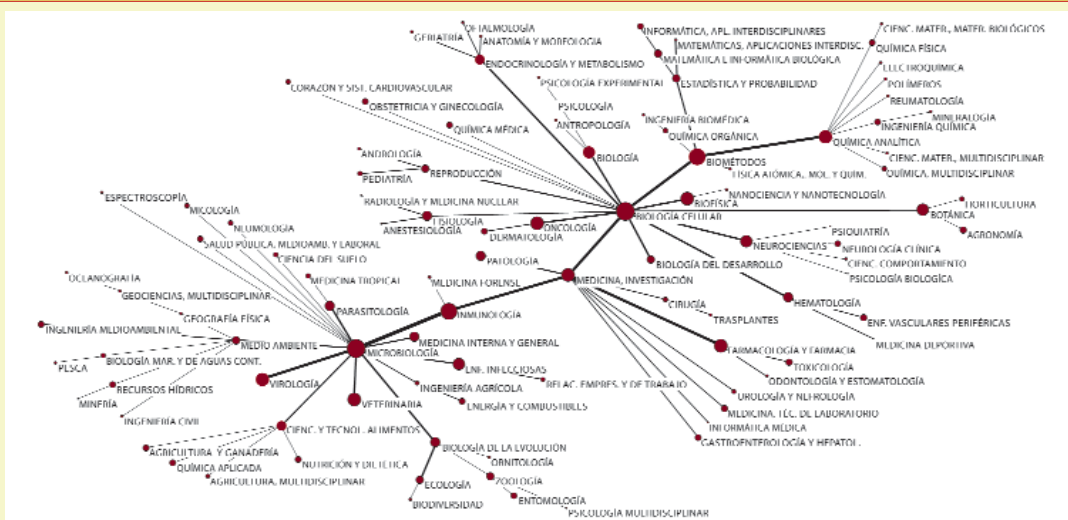 OFTALMOLOGÍA
GERIATRÍA
ANATOMÍA Y MORFOLOGIA
ENDOCRINOLOGÍA Y METABOLISMO
INFORMÁTICA, APL. INTERDISCIPLINARES
MATEMÁTICAS, APLICACIONES INTERDISC.
MATEMÁTICA E INFORMÁTICA BIOLÓGICA
ESTADÍSTICA Y PROBABILIDAD
CIENC. MATER., MATER. BIOLÓGICOS
QUÍMICA FÍSICA
ELECTROQUÍMICA
POLÍMEROS
REUMATOLOGÍA
MINERALOGÍA
INGENIERÍA QUÍMICA
QUÍMICA ANALÍTICA
CIENC. MATER., MULTIDISCIPLINAR
QUÍMICA, MULTIDISCIPLINAR
PSICOLOGÍA EXPERIMENTAL
PSICOLOGÍA
ANTROPOLOGÍA
BIOLOGÍA
INGENIERÍA BIOMÉDICA
QUÍMICA ORGÁNICA
BIOMÉTODOS
FÍSICA ATÓMICA, MOL. Y QUÍM.
CORAZÓN Y SIST. CARDIOVASCULAR
OBSTETRICIA Y GINECOLOGÍA
QUÍMICA MÉDICA
ANDROLOGÍA
REPRODUCCIÓN
PEDIATRÍA
RADIOLOGÍA Y MEDICINA NUCLEAR
FISIOLOGÍA
ANESTESIOLOGÍA
ONCOLOGÍA
DERMATOLOGÍA
BIOLOGÍA CELULAR
NANOCIENCIA Y NANOTECNOLOGÍA
BIOFÍSICA
HORTICULTURA
BOTÁNICA
AGRONOMÍA
PSIQUIATRÍA
NEUROCIENCIAS
NEUROLOGÍA CLÍNICA
CIENC. COMPORTAMIENTO
PSICOLOGÍA BIOLOGÍCA
BIOLOGÍA DEL DESARROLLO
HEMATOLOGÍA
ENF. VASCULARES PERIFÉRICAS
MEDICINA DEPORTIVA
PATOLOGÍA
MEDICINA, INVESTIGACIÓN
MEDICINA FORENSE
INMUNOLOGÍA
CIRUGÍA
TRASPLANTES
FARMACOLOGÍA Y FARMACIA
TOXICOLOGÍA
ODONTOLOGÍA Y ESTOMATOLOGÍA
UROLOGÍA Y NEFROLOGÍA
MEDICINA, TÉC. DE LABORATORIO
INFORMÁTICA MÉDICA
GASTROENTEROLOGÍA Y HEPATOL.
ESPECTROSCOPÍA
MICOLOGÍA
NEUMOLOGÍA
SALUD PÚBLICA, MEDIOAMB. Y LABORAL
CIENCIA DEL SUELO
MEDICINA TROPICAL
PARASITOLOGÍA
OCEANOGRAFÍA
GEOCIENCIAS, MULTIDISCIPLINAR
GEOGRAFÍA FÍSICA
INGENIERÍA MEDIOAMBIENTAL
MEDIO AMBIENTE
BIOLOGÍA MAR. Y DE AGUAS CONT.
PESCA
RECURSOS HÍDRICOS
MINERÍA
INGENIERÍA CIVIL
MICROBIOLOGÍA
VIROLOGÍA
VETERINARIA
MEDICINA INTERNA Y GENERAL
ENF. INFECCIOSAS
RELAC. EMPRES. Y DE TRABAJO
INGENIERÍA AGRÍCOLA
ENERGÍA Y COMBUSTIBLES
CIENC. Y TECNOL. ALIMENTOS
AGRICULTURA Y GANADERÍA
QUÍMICA APLICADA
AGRICULTURA, MULTIDISCIPLINAR
NUTRICIÓN Y DIETÉTICA
BIOLOGÍA DE LA EVOLUCIÓN
ORNITOLOGÍA
ECOLOGÍA
ZOOLOGÍA
BIODIVERSIDAD
ENTOMOLOGÍA
PSICOLOGÍA MULTIDISCIPLINAR